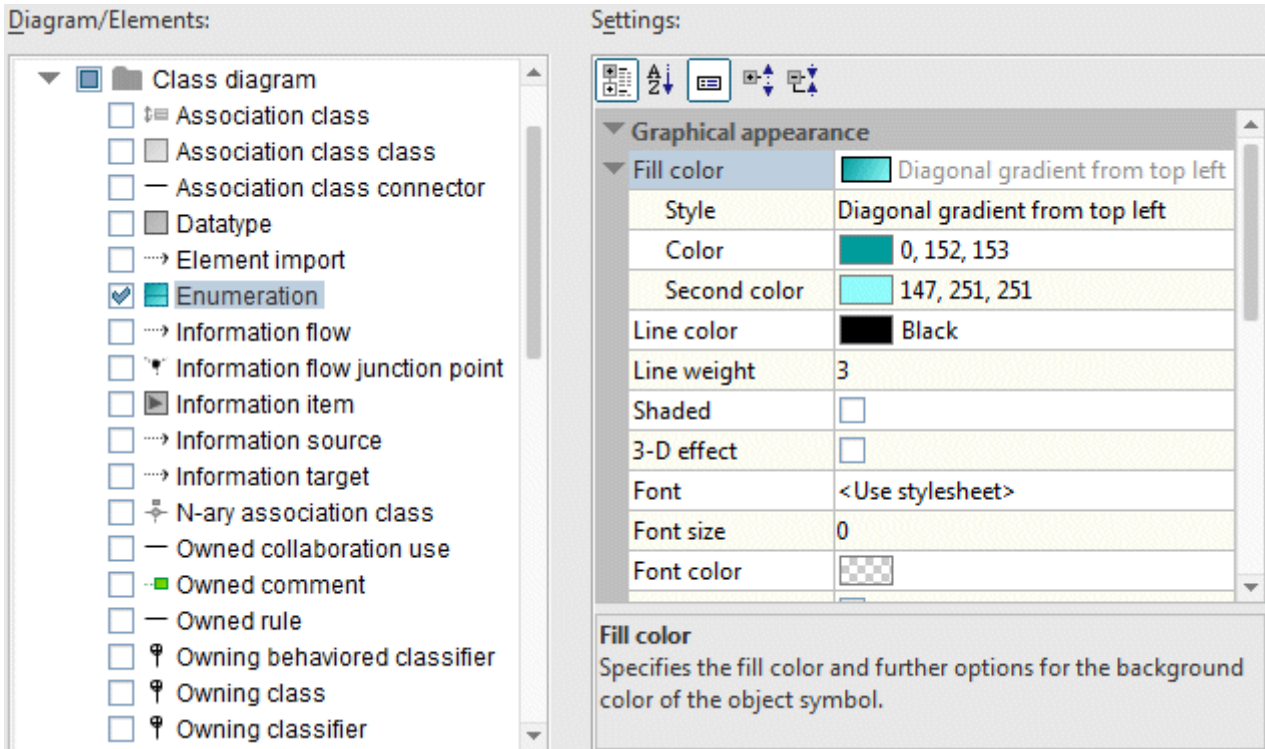 Diagram/Elements:
Class diagram
Association class
Association class class
Association class connector
Datatype
Element import
Enumeration
Information flow
Information flow junction point
Information item
Information source
Information target
N-ary association class
Owned collaboration use
Owned comment
Owned rule
Owning behaviored classifier
Owning class
Owning classifier
Settings:
Graphical appearance
Fill color Diagonal gradient from top left
Style Diagonal gradient from top left
Color 0, 152, 153
Second color 147, 251, 251
Line color Black
Line weight 3
Shaded
3-D effect
Font <Use stylesheet>
Font size 0
Font color
Fill color
Specifies the fill color and further options for the background
color of the object symbol.